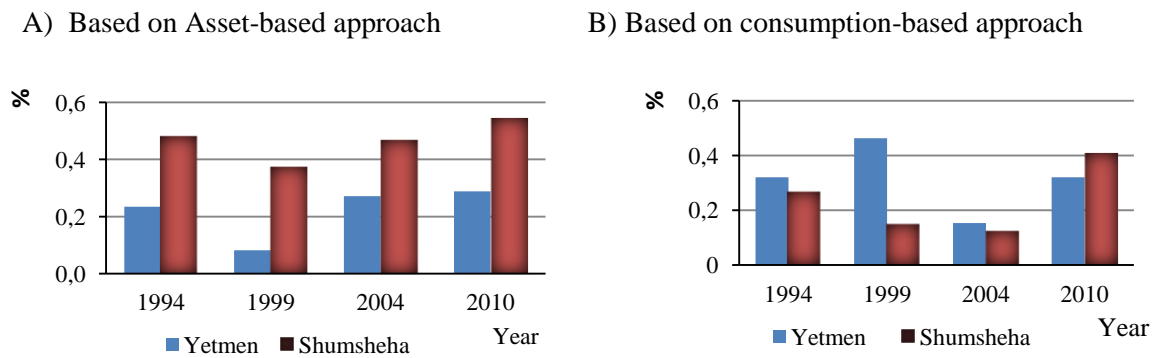 A) Based on Asset-based approach
%
0,6
0,4
0,2
0,0
1994 1999 2004 2010
Year
Yetmen Shumsheha
B) Based on consumption-based approach
%
0,6
0,4
0,2
0
1994 1999 2004 2010
Yetmen Shumsheha Year